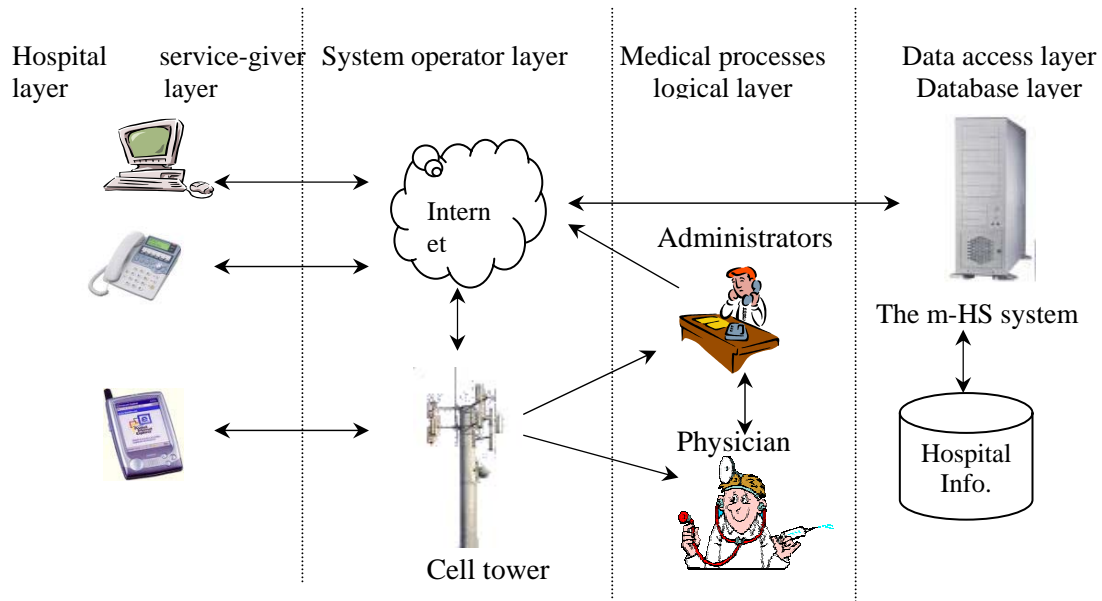 Hospital service-giver
layer layer
System operator layer
Medical processes
logical layer
Data access layer
Database layer
Intern
et
Administrators
The m-HS system
Physician
Hospital
Info.
Cell tower